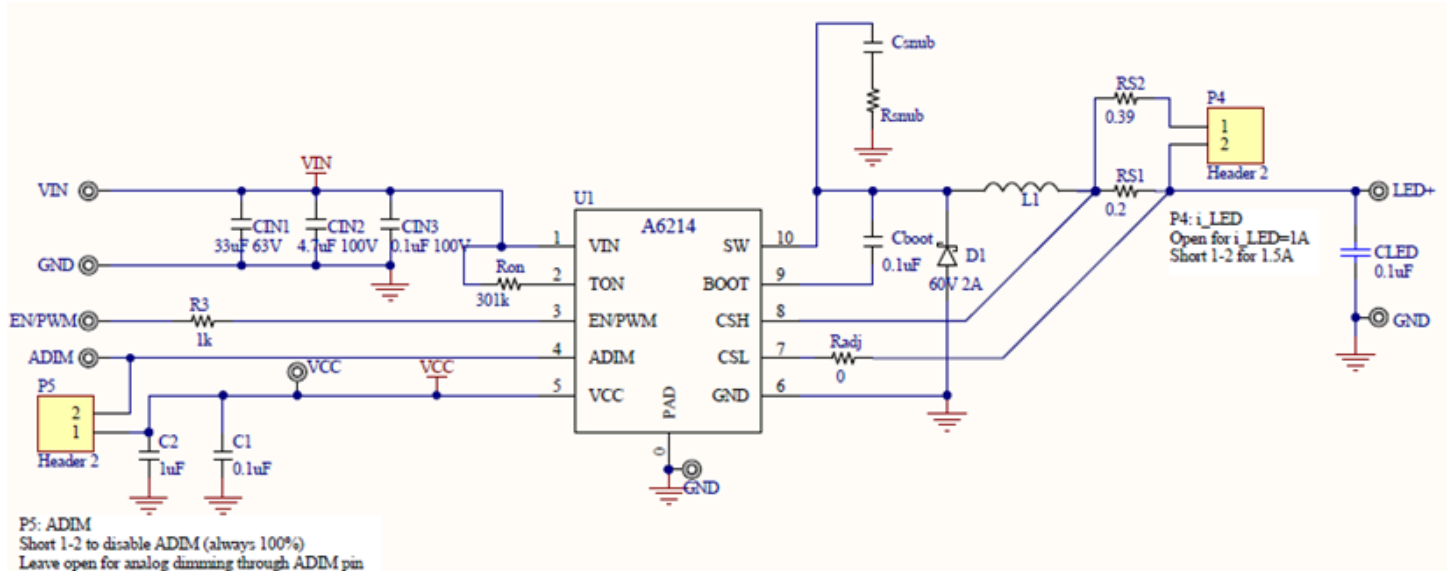 Csnub
Rsnub
RS2
0.39
P4
1
2
Header 2
VIN
VIN
CIN1
33uF 63V
CIN2
4.7uF 100V
CIN3
0.1uF 100V
GND
U1
A6214
1
VIN
2
TON
3
EN/PWM
4
ADIM
5
VCC
PAD
0
GND
SW
10
BOOT
9
CSH
8
CSL
7
GND
6
Ron
301k
EN/PWM
R3
1k
ADIM
P5
2
1
Header 2
C2
1uF
C1
0.1uF
VCC
VCC
Cboot
0.1uF
D1
60V 2A
L1
RS1
0.2
Radj
0
LED+
P4: i_LED
Open for i_LED=1A
Short 1-2 for 1.5A
CLED
0.1uF
GND
P5: ADIM
Short 1-2 to disable ADIM (always 100%)
Leave open for analog dimming through ADIM pin